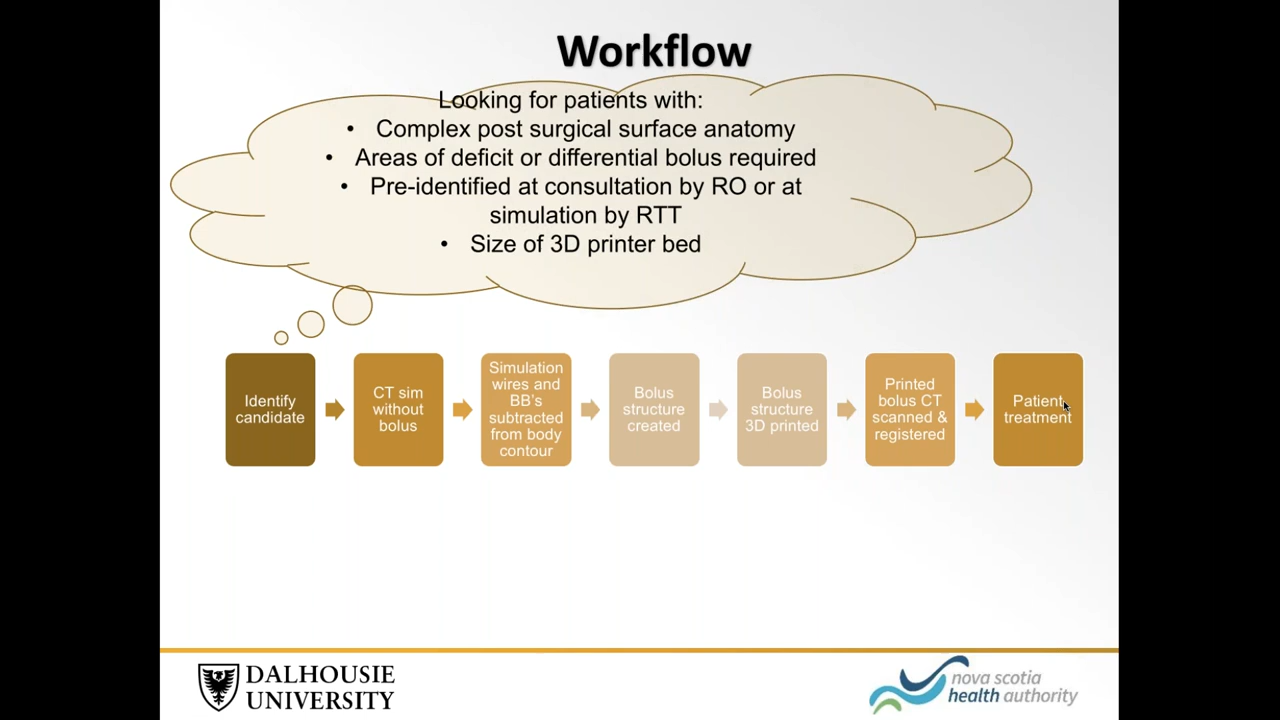 Workflow
Looking for patients with:
• Complex post surgical surface anatomy
• Areas of deficit or differential bolus required
• Pre-identified at consultation by RO or at
simulation by RTT
• Size of 3D printer bed
Identify
candidate
CT sim
without
bolus
Simulation
wires and
BB's
subtracted
from body
contour
Bolus
structure
created
Bolus
structure
3D printed
Printed
bolus CT
scanned &
registered
Patient
treatment
DALHOUSIE
UNIVERSITY
nova scotia
health authority